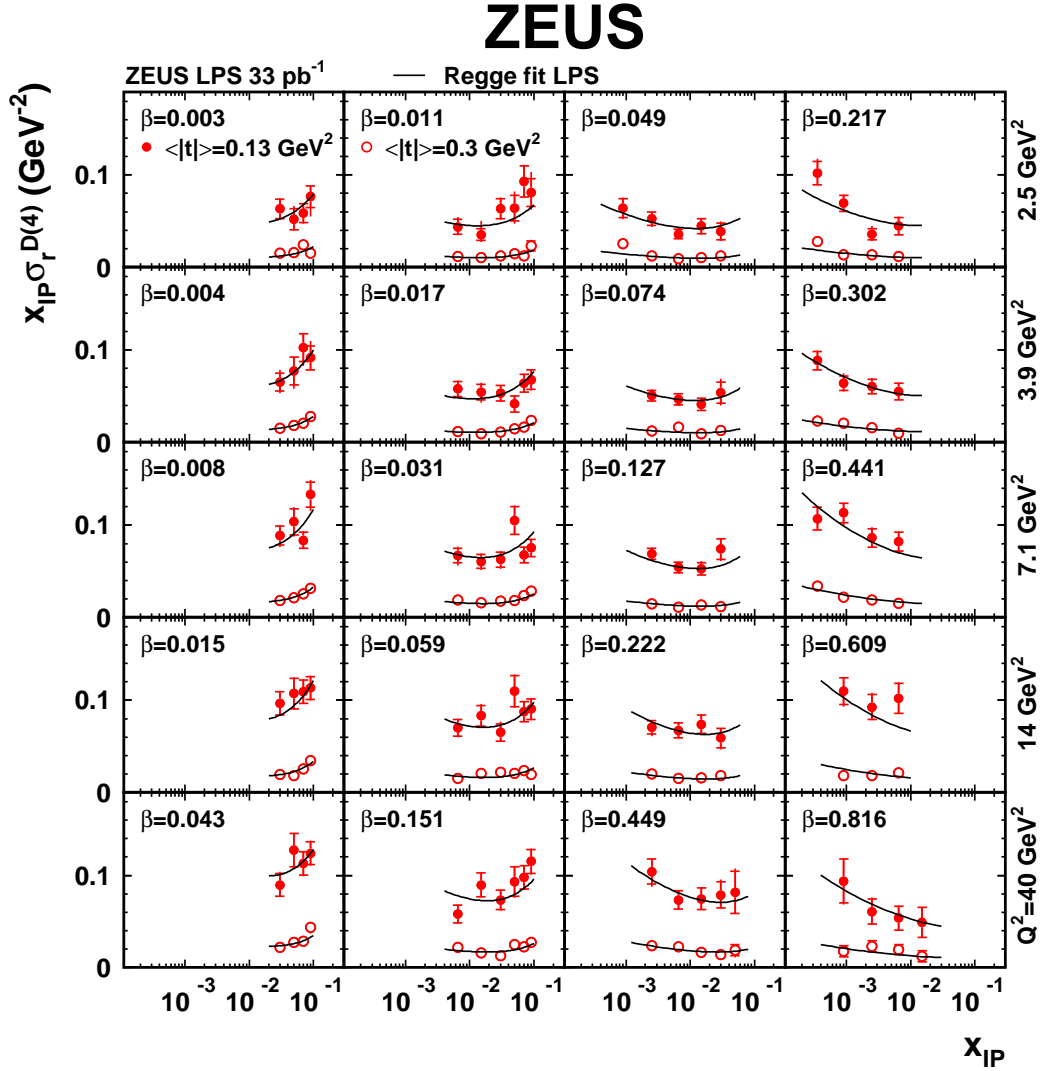 ZEUS
ZEUS LPS 33 pb⁻¹ — Regge fit LPS
x_IP σ_r^D(4) (GeV⁻²)
β=0.003 β=0.011 β=0.049 β=0.217
<|t|>=0.13 GeV² <|t|>=0.3 GeV²
0.1
0
2.5 GeV²
β=0.004 β=0.017 β=0.074 β=0.302
0.1
0
3.9 GeV²
β=0.008 β=0.031 β=0.127 β=0.441
0.1
0
7.1 GeV²
β=0.015 β=0.059 β=0.222 β=0.609
0.1
0
14 GeV²
β=0.043 β=0.151 β=0.449 β=0.816
0.1
0
Q²=40 GeV²
10⁻³ 10⁻² 10⁻¹ 10⁻³ 10⁻² 10⁻¹ 10⁻³ 10⁻² 10⁻¹ 10⁻³ 10⁻² 10⁻¹
x_IP